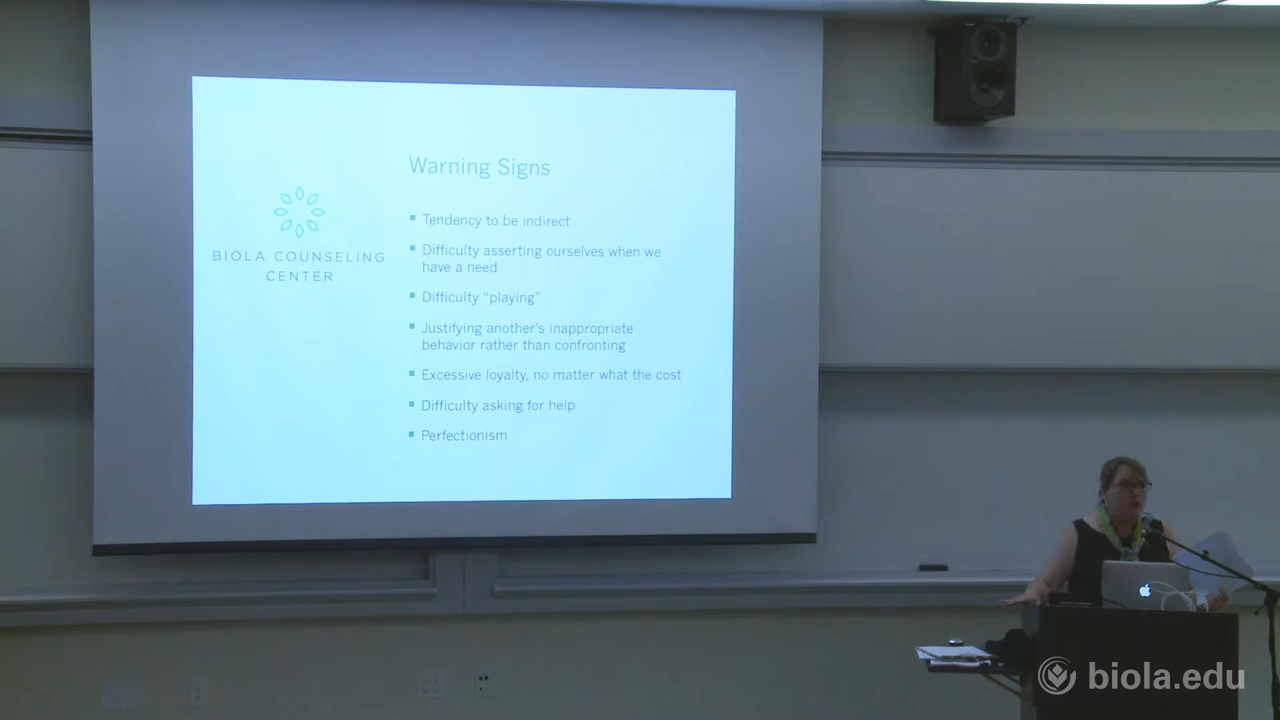 Warning Signs
BIOLA COUNSELING
CENTER
▪ Tendency to be indirect
▪ Difficulty asserting ourselves when we
have a need
▪ Difficulty “playing”
▪ Justifying another’s inappropriate
behavior rather than confronting
▪ Excessive loyalty, no matter what the cost
▪ Difficulty asking for help
▪ Perfectionism
biola.edu